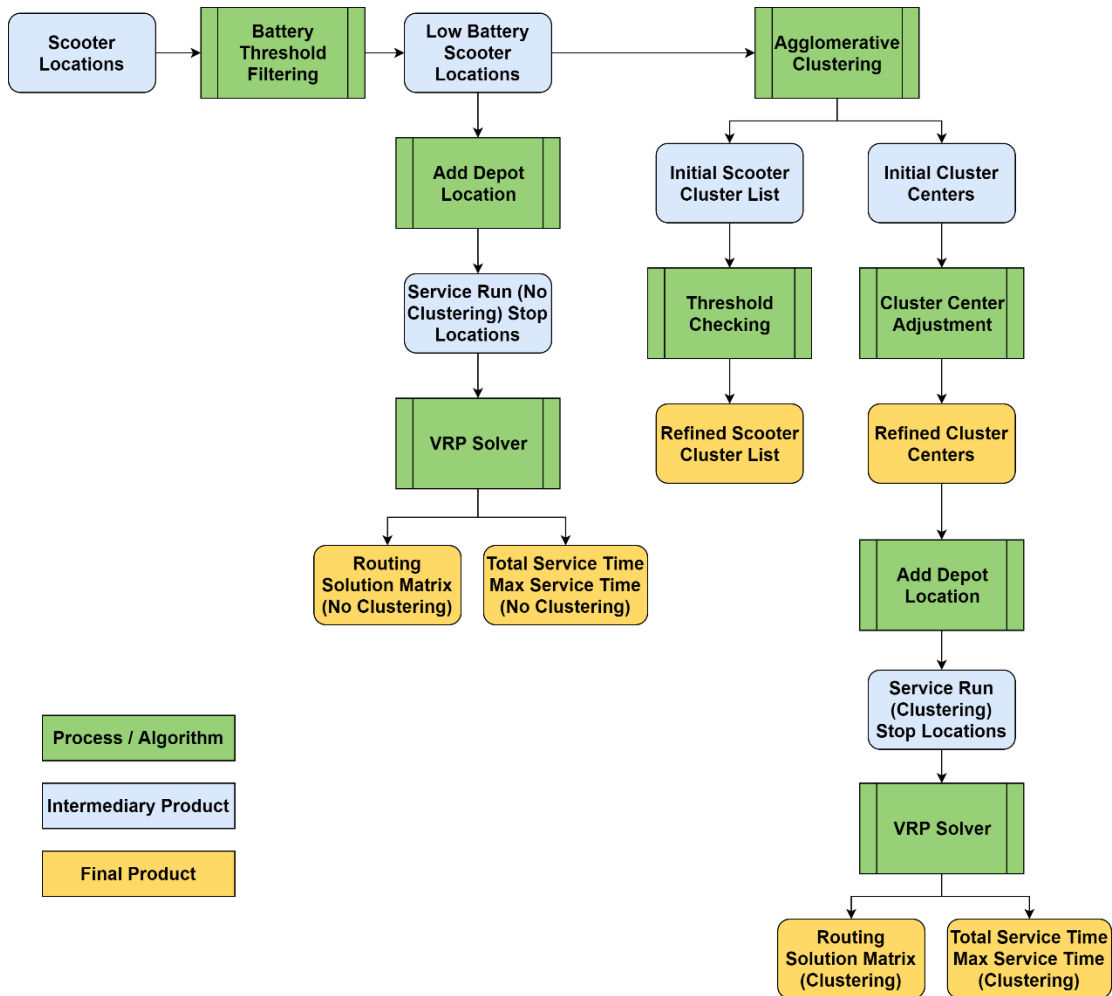 Scooter
Locations
Battery
Threshold
Filtering
Low Battery
Scooter
Locations
Agglomerative
Clustering
Add Depot
Location
Initial Scooter
Cluster List
Initial Cluster
Centers
Service Run (No
Clustering) Stop
Locations
Threshold
Checking
Cluster Center
Adjustment
VRP Solver
Refined Scooter
Cluster List
Refined Cluster
Centers
Routing
Solution Matrix
(No Clustering)
Total Service Time
Max Service Time
(No Clustering)
Add Depot
Location
Service Run
(Clustering)
Stop Locations
VRP Solver
Routing
Solution Matrix
(Clustering)
Total Service Time
Max Service Time
(Clustering)
Process / Algorithm
Intermediary Product
Final Product